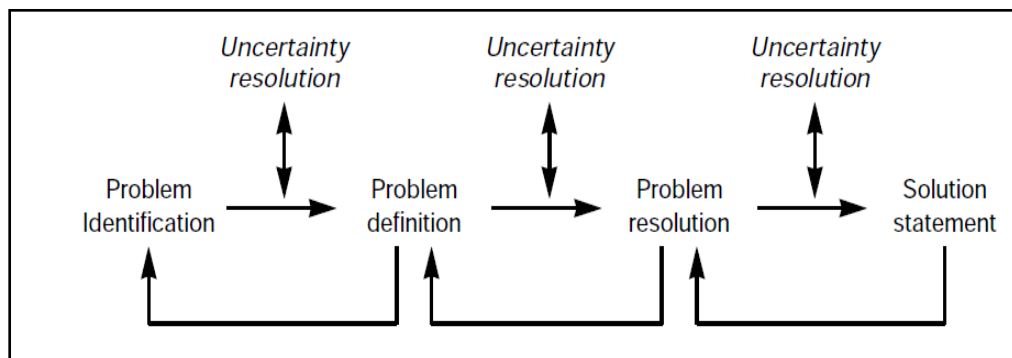 Uncertainty
resolution
Uncertainty
resolution
Uncertainty
resolution
Problem
Identification
Problem
definition
Problem
resolution
Solution
statement